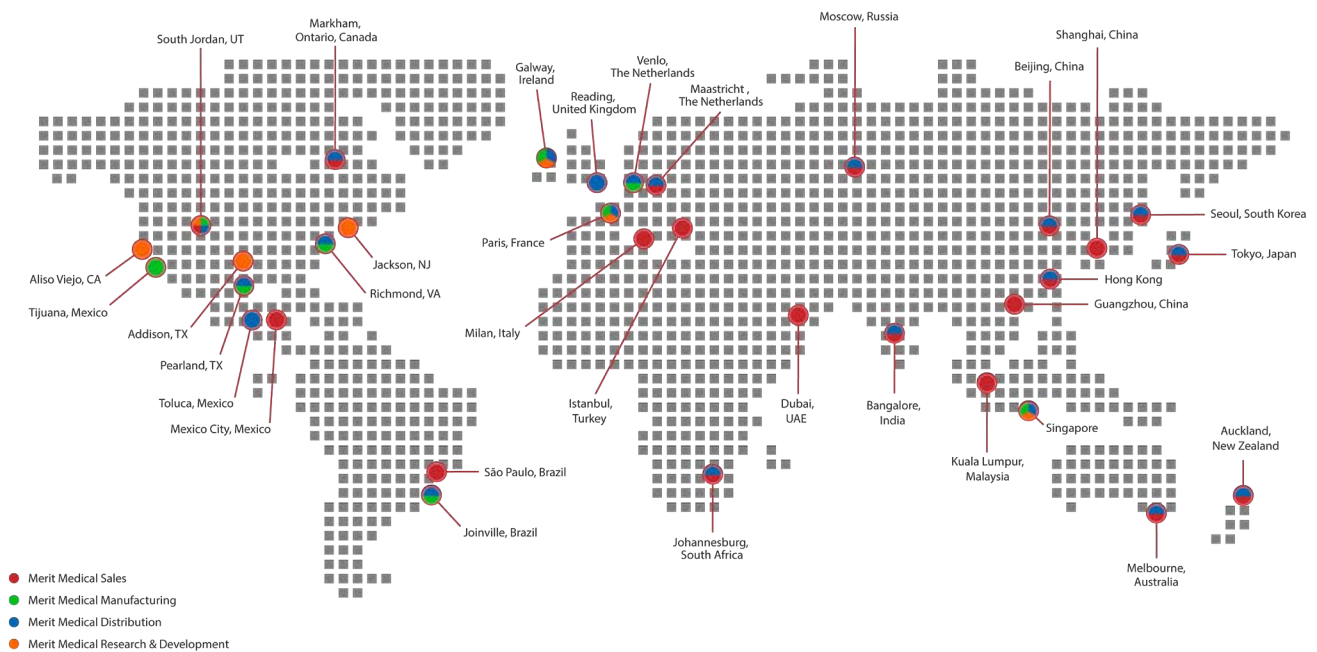 Moscow, Russia
Markham,
Ontario, Canada
South Jordan, UT
Shanghai, China
Venlo,
The Netherlands
Galway,
Ireland
Beijing, China
Maastricht ,
The Netherlands
Reading,
United Kingdom
Seoul, South Korea
Paris, France
Tokyo, Japan
Jackson, NJ
Aliso Viejo, CA
Hong Kong
Richmond, VA
Guangzhou, China
Tijuana, Mexico
Addison, TX
Milan, Italy
Pearland, TX
Toluca, Mexico
Istanbul,
Turkey
Dubai,
UAE
Bangalore,
India
Mexico City, Mexico
Singapore
Auckland,
New Zealand
Kuala Lumpur,
Malaysia
São Paulo, Brazil
Joinville, Brazil
Johannesburg,
South Africa
Melbourne,
Australia
Merit Medical Sales
Merit Medical Manufacturing
Merit Medical Distribution
Merit Medical Research & Development